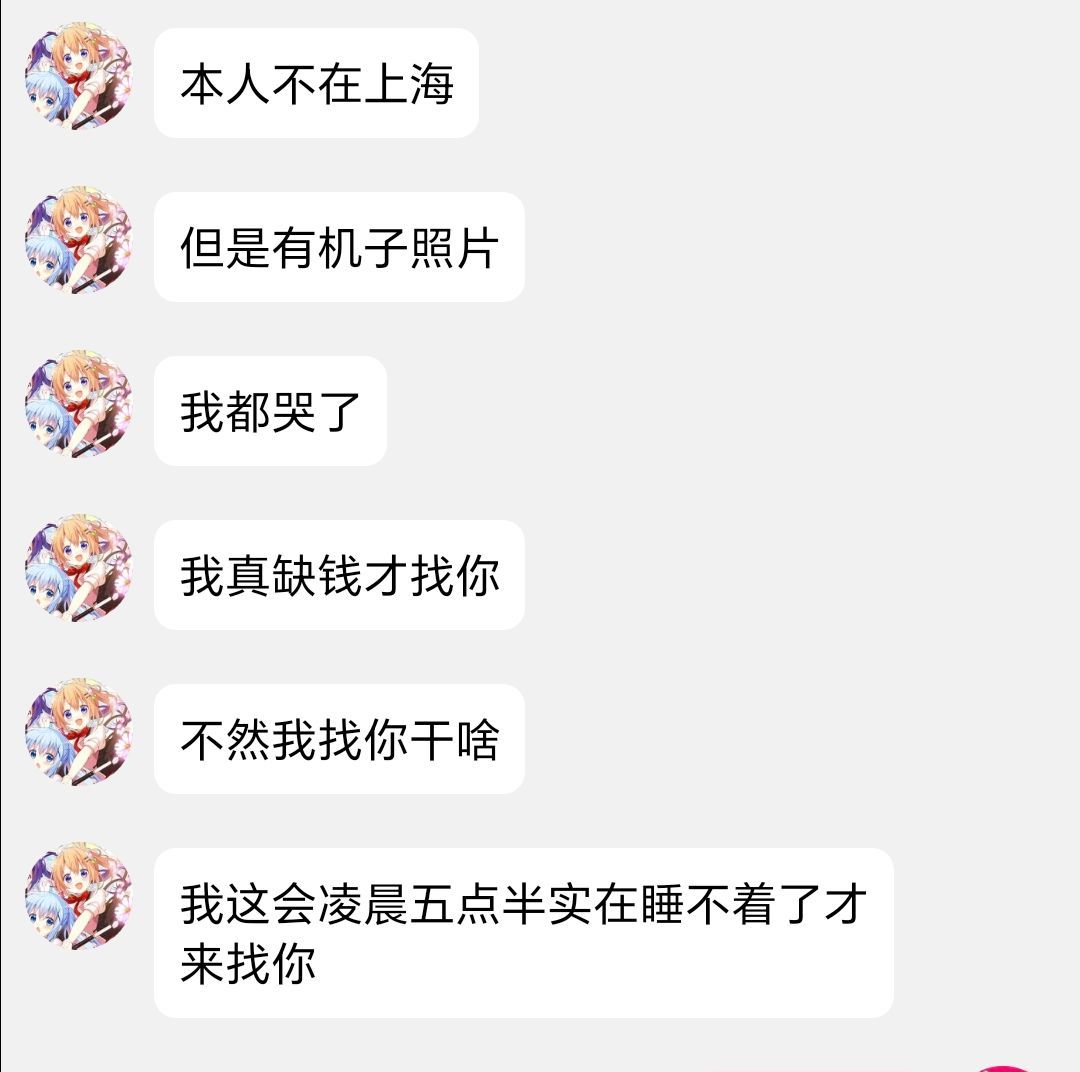 本人不在上海
但是有机子照片
我都哭了
我真缺钱才找你
不然我找你干啥
我这会凌晨五点半实在睡不着了才
来找你